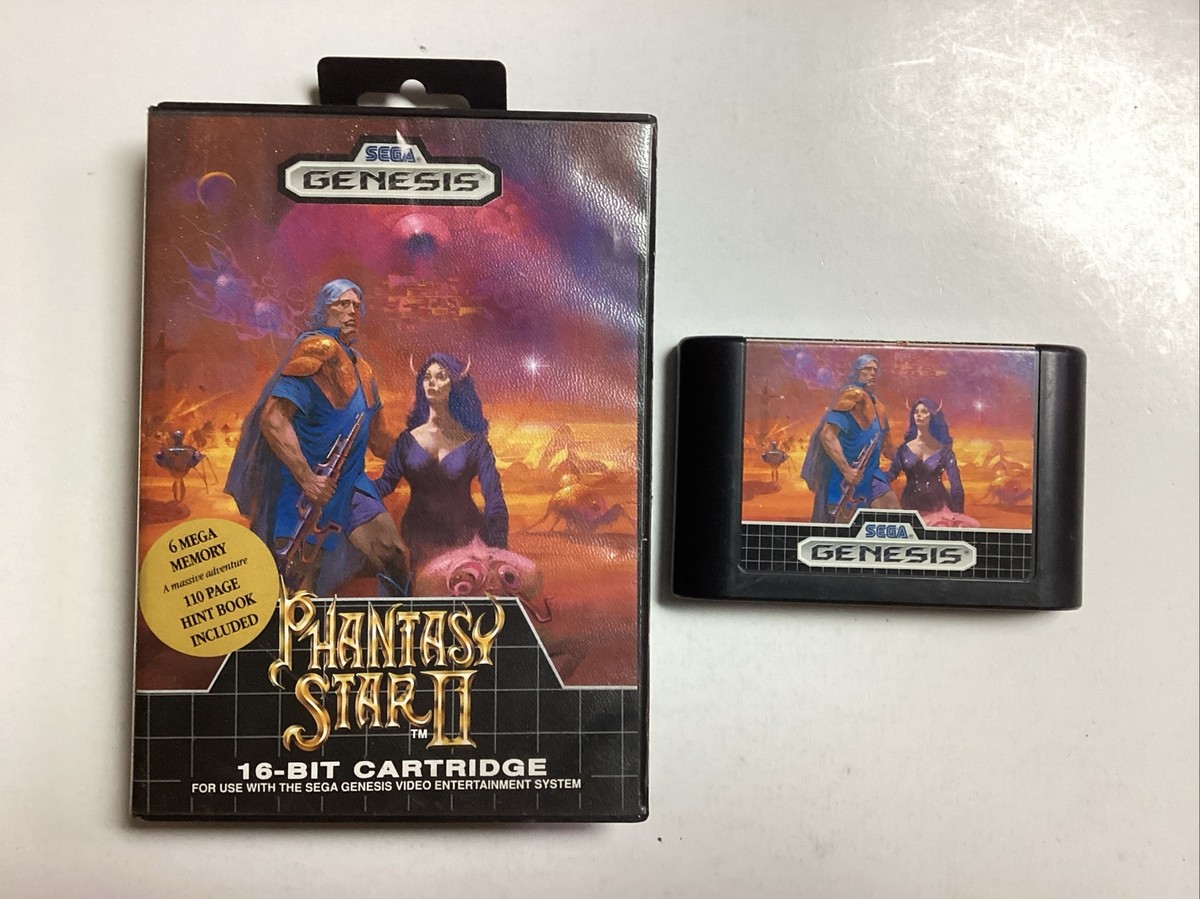 SEGA
GENESIS
6 MEGA
MEMORY
A massive adventure
110 PAGE
HINT BOOK
INCLUDED
PHANTASY
STAR II
TM
16-BIT CARTRIDGE
FOR USE WITH THE SEGA GENESIS VIDEO ENTERTAINMENT SYSTEM
SEGA
GENESIS